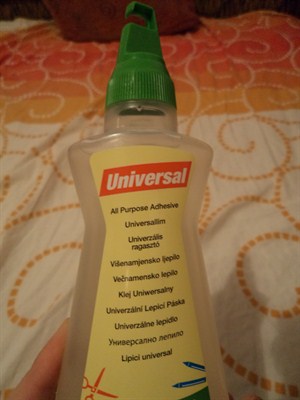 Universal
All Purpose Adhesive
Universallim
Univerzális
ragasztó
Višenamjensko ljepilo
Večnamensko lepilo
Klej Uniwersalny
Univerzální Lepicí Páska
Univerzálne lepidlo
Универсално лепило
Lipici universal